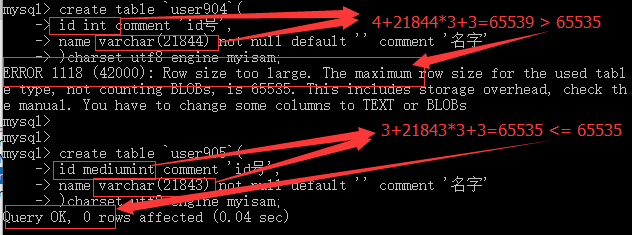 mysql> create table `user904`(
    -> id int comment 'id号',
    -> name varchar(21844) not null default '' comment '名字'
    -> )charset utf8 engine myisam;
ERROR 1118 (42000): Row size too large. The maximum row size for the used tabl
e type, not counting BLOBs, is 65535. This includes storage overhead, check th
e manual. You have to change some columns to TEXT or BLOBs
mysql>
mysql>
mysql> create table `user905`(
    -> id mediumint comment 'id号',
    -> name varchar(21843) not null default '' comment '名字'
    -> )charset utf8 engine myisam;
Query OK, 0 rows affected (0.04 sec)
4+21844*3+3=65539 > 65535
3+21843*3+3=65535 <= 65535